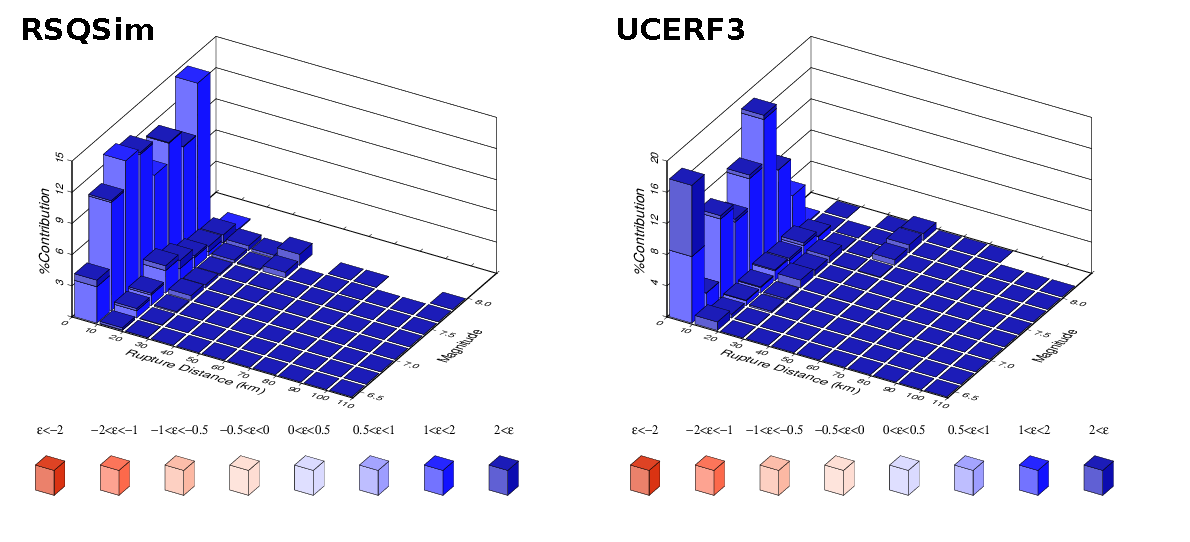 RSQSim
%Contribution
15
12
9
6
3
0
10
20
30
40
50
60
70
80
90
100
110
Rupture Distance (km)
6.5
7.0
7.5
8.0
Magnitude
ε<−2
−2<ε<−1
−1<ε<−0.5
−0.5<ε<0
0<ε<0.5
0.5<ε<1
1<ε<2
2<ε
UCERF3
%Contribution
20
16
12
8
4
0
10
20
30
40
50
60
70
80
90
100
110
Rupture Distance (km)
6.5
7.0
7.5
8.0
Magnitude
ε<−2
−2<ε<−1
−1<ε<−0.5
−0.5<ε<0
0<ε<0.5
0.5<ε<1
1<ε<2
2<ε